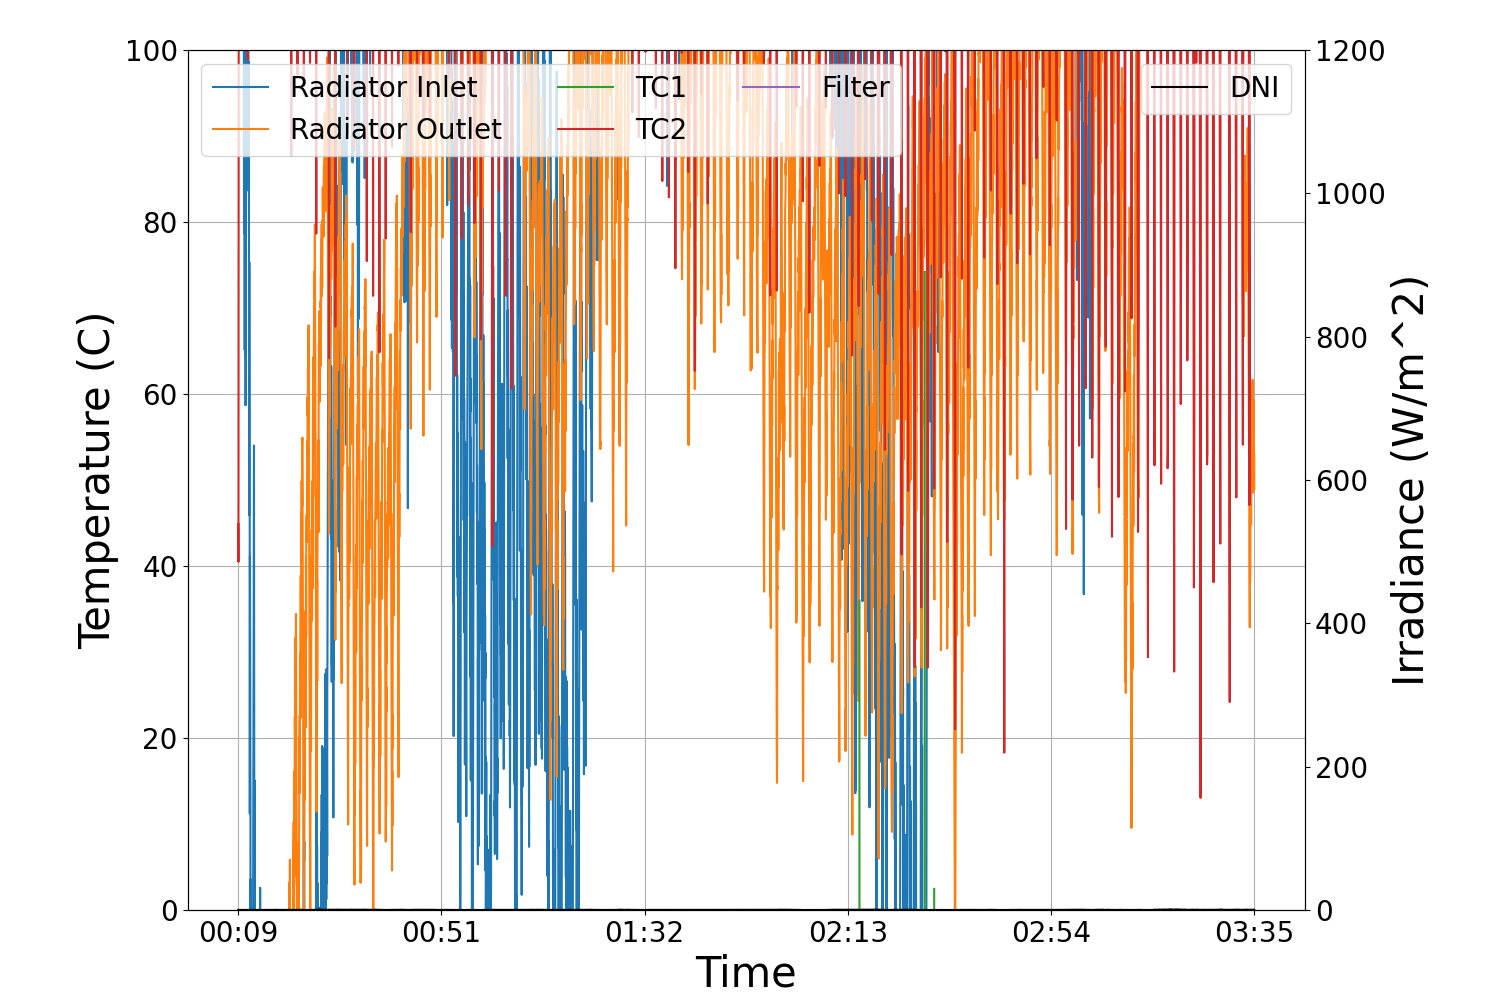 100
80
60
40
20
0
Temperature (C)
Radiator Inlet
Radiator Outlet
TC1
TC2
Filter
DNI
1200
1000
800
600
400
200
0
Irradiance (W/m^2)
00:09 00:51 01:32 02:13 02:54 03:35
Time